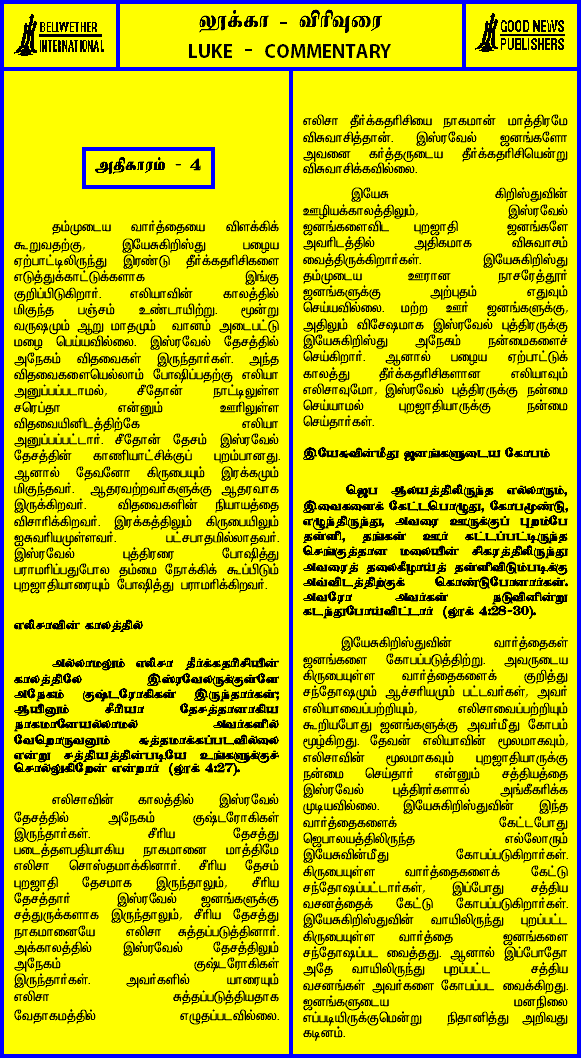 BELLWETHER
INTERNATIONAL
லூக்கா - விரிவுரை
LUKE - COMMENTARY
GOOD NEWS
PUBLISHERS
அதிகாரம் - 4
தம்முடைய வார்த்தையை விளக்கிக்
கூறுவதற்கு, இயேசுகிறிஸ்து பழைய
ஏற்பாட்டிலிருந்து இரண்டு தீர்க்கதரிசிகளை
எடுத்துக்காட்டுக்களாக இங்கு
குறிப்பிடுகிறார். எலியாவின் காலத்தில்
மிகுந்த பஞ்சம் உண்டாயிற்று. மூன்று
வருஷமும் ஆறு மாதமும் வானம் அடைபட்டு
மழை பெய்யவில்லை. இஸ்ரவேல் தேசத்தில்
அநேகம் விதவைகள் இருந்தார்கள். அந்த
விதவைகளையெல்லாம் போஷிப்பதற்கு எலியா
அனுப்பப்படாமல், சீதோன் நாட்டிலுள்ள
சரெப்தா என்னும் ஊரிலுள்ள
விதவையினிடத்திற்கே எலியா
அனுப்பப்பட்டார். சீதோன் தேசம் இஸ்ரவேல்
தேசத்தின் காணியாட்சிக்குப் புறம்பானது.
ஆனால் தேவனோ கிருபையும் இரக்கமும்
மிகுந்தவர். ஆதரவற்றவர்களுக்கு ஆதரவாக
இருக்கிறவர். விதவைகளின் நியாயத்தை
விசாரிக்கிறவர். இரக்கத்திலும் கிருபையிலும்
ஐசுவரியமுள்ளவர். பட்சபாதமில்லாதவர்.
இஸ்ரவேல் புத்திரரை போஷித்து
பராமரிப்பதுபோல தம்மை நோக்கிக் கூப்பிடும்
புறஜாதியாரையும் போஷித்து பராமரிக்கிறவர்.
எலிசாவின் காலத்தில்
அல்லாமலும் எலிசா தீர்க்கதரிசியின்
காலத்திலே இஸ்ரவேலருக்குள்ளே
அநேகம் குஷ்டரோகிகள் இருந்தார்கள்;
ஆயினும் சீரியா தேசத்தானாகிய
நாகமானேயல்லாமல் அவர்களில்
வேறொருவனும் சுத்தமாக்கப்படவில்லை
என்று சத்தியத்தின்படியே உங்களுக்குச்
சொல்லுகிறேன் என்றார் (லூக் 4:27).
எலிசாவின் காலத்தில் இஸ்ரவேல்
தேசத்தில் அநேகம் குஷ்டரோகிகள்
இருந்தார்கள். சீரிய தேசத்து
படைத்தளபதியாகிய நாகமானை மாத்திமே
எலிசா சொஸ்தமாக்கினார். சீரிய தேசம்
புறஜாதி தேசமாக இருந்தாலும், சீரிய
தேசத்தார் இஸ்ரவேல் ஜனங்களுக்கு
சத்துருக்களாக இருந்தாலும், சீரிய தேசத்து
நாகமானையே எலிசா சுத்தப்படுத்தினார்.
அக்காலத்தில் இஸ்ரவேல் தேசத்திலும்
அநேகம் குஷ்டரோகிகள்
இருந்தார்கள். அவர்களில் யாரையும்
எலிசா சுத்தப்படுத்தியதாக
வேதாகமத்தில் எழுதப்படவில்லை.
எலிசா தீர்க்கதரிசியை நாகமான் மாத்திரமே
விசுவாசித்தான். இஸ்ரவேல் ஜனங்களோ
அவனை கர்த்தருடைய தீர்க்கதரிசியென்று
விசுவாசிக்கவில்லை.
இயேசு கிறிஸ்துவின்
ஊழியக்காலத்திலும், இஸ்ரவேல்
ஜனங்களைவிட புறஜாதி ஜனங்களே
அவரிடத்தில் அதிகமாக விசுவாசம்
வைத்திருக்கிறார்கள். இயேசுகிறிஸ்து
தம்முடைய ஊரான நாசரேத்தூர்
ஜனங்களுக்கு அற்புதம் எதுவும்
செய்யவில்லை. மற்ற ஊர் ஜனங்களுக்கு,
அதிலும் விசேஷமாக இஸ்ரவேல் புத்திரருக்கு
இயேசுகிறிஸ்து அநேகம் நன்மைகளைச்
செய்கிறார். ஆனால் பழைய ஏற்பாட்டுக்
காலத்து தீர்க்கதரிசிகளான எலியாவும்
எலிசாவுமோ, இஸ்ரவேல் புத்திரருக்கு நன்மை
செய்யாமல் புறஜாதியாருக்கு நன்மை
செய்தார்கள்.
இயேசுவின்மீது ஜனங்களுடைய கோபம்
ஜெப ஆலயத்திலிருந்த எல்லாரும்,
இவைகளைக் கேட்டபொழுது, கோபமூண்டு,
எழுந்திருந்து, அவரை ஊருக்குப் புறம்பே
தள்ளி, தங்கள் ஊர் கட்டப்பட்டிருந்த
செங்குத்தான மலையின் சிகரத்திலிருந்து
அவரைத் தலைகீழாய்த் தள்ளிவிடும்படிக்கு
அவ்விடத்திற்குக் கொண்டுபோனார்கள்.
அவரோ அவர்கள் நடுவினின்று
கடந்துபோய்விட்டார் (லூக் 4:28-30).
இயேசுகிறிஸ்துவின் வார்த்தைகள்
ஜனங்களை கோபப்படுத்திற்று. அவருடைய
கிருபையுள்ள வார்த்தைகளைக் குறித்து
சந்தோஷமும் ஆச்சரியமும் பட்டவர்கள், அவர்
எலியாவைப்பற்றியும், எலிசாவைப்பற்றியும்
கூறியபோது ஜனங்களுக்கு அவர்மீது கோபம்
மூழ்கிறது. தேவன் எலியாவின் மூலமாகவும்,
எலிசாவின் மூலமாகவும் புறஜாதியாருக்கு
நன்மை செய்தார் என்னும் சத்தியத்தை
இஸ்ரவேல் புத்திரர்களால் அங்கீகரிக்க
முடியவில்லை. இயேசுகிறிஸ்துவின் இந்த
வார்த்தைகளைக் கேட்டபோது
ஜெபாலயத்திலிருந்த எல்லோரும்
இயேசுவின்மீது கோபப்படுகிறார்கள்.
கிருபையுள்ள வார்த்தைகளைக் கேட்டு
சந்தோஷப்பட்டார்கள், இப்போது சத்திய
வசனத்தைக் கேட்டு கோபப்படுகிறார்கள்.
இயேசுகிறிஸ்துவின் வாயிலிருந்து புறப்பட்ட
கிருபையுள்ள வார்த்தை ஜனங்களை
சந்தோஷப்பட வைத்தது. ஆனால் இப்போதோ
அதே வாயிலிருந்து புறப்பட்ட சத்திய
வசனங்கள் அவர்களை கோபப்பட வைக்கிறது.
ஜனங்களுடைய மனநிலை
எப்படியிருக்குமென்று நிதானித்து அறிவது
கடினம்.